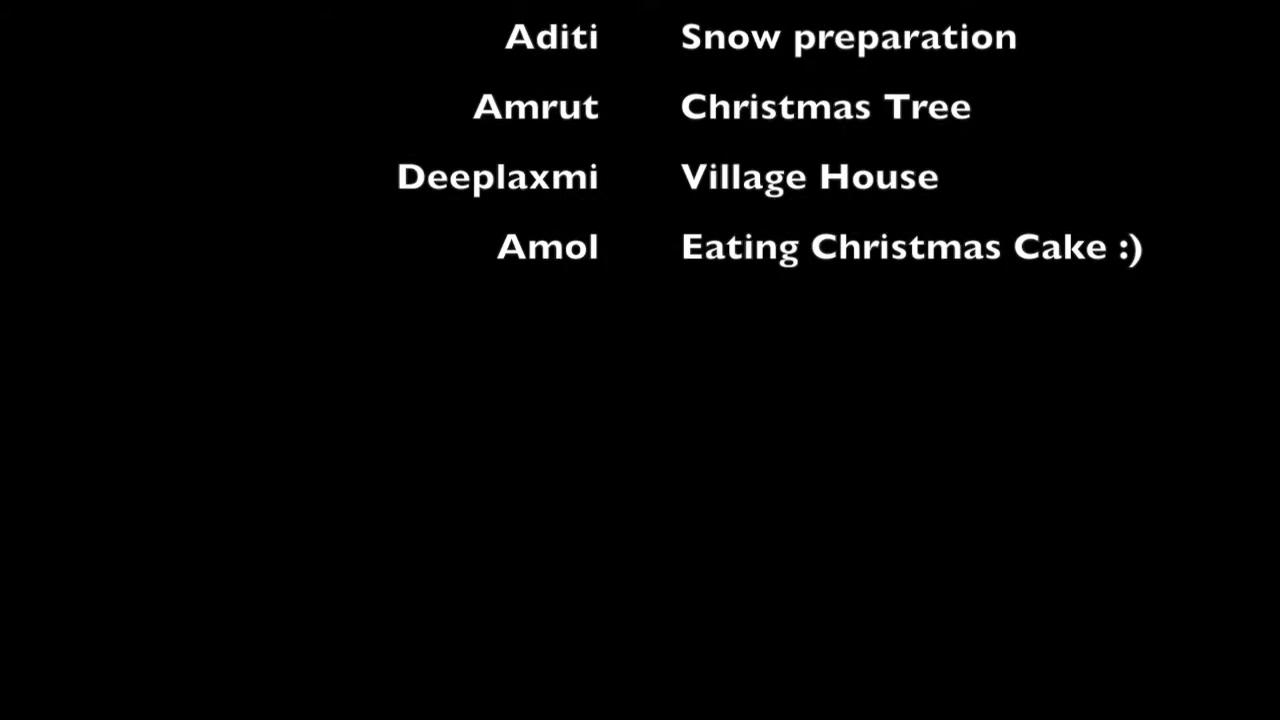 Aditi Snow preparation
Amrut Christmas Tree
Deeplaxmi Village House
Amol Eating Christmas Cake :)